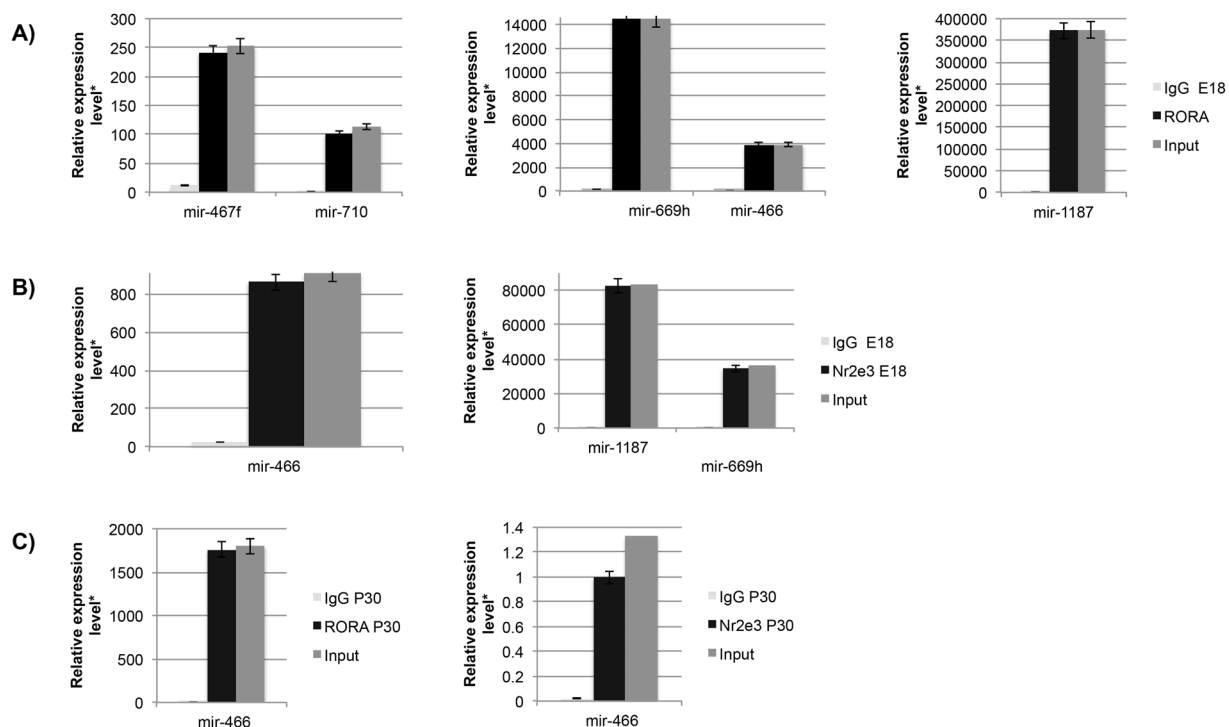 A)
Relative expression
level*
300
250
200
150
100
50
0
mir-467f
mir-710
Relative expression
level*
14000
12000
10000
8000
6000
4000
2000
0
mir-669h
mir-466
Relative expression
level*
400000
350000
300000
250000
200000
150000
100000
50000
0
mir-1187
IgG E18
RORA
Input
B)
Relative expression
level*
800
600
400
200
0
mir-466
Relative expression
level*
80000
60000
40000
20000
0
mir-1187
mir-669h
IgG E18
Nr2e3 E18
Input
C)
Relative expression
level*
2000
1500
1000
500
0
mir-466
IgG P30
RORA P30
Input
Relative expression
level*
1.4
1.2
1
0.8
0.6
0.4
0.2
0
mir-466
IgG P30
Nr2e3 P30
Input